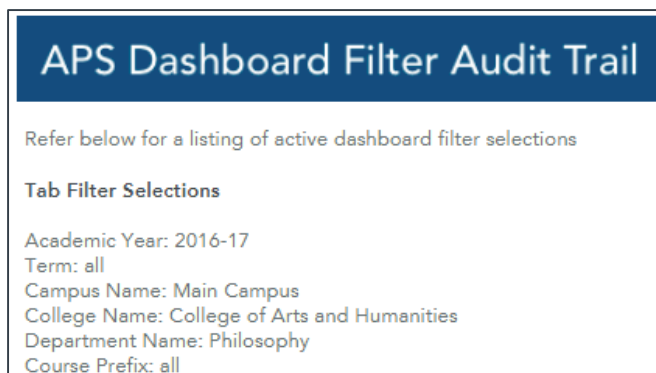 APS Dashboard Filter Audit Trail
Refer below for a listing of active dashboard filter selections
Tab Filter Selections
Academic Year: 2016-17
Term: all
Campus Name: Main Campus
College Name: College of Arts and Humanities
Department Name: Philosophy
Course Prefix: all